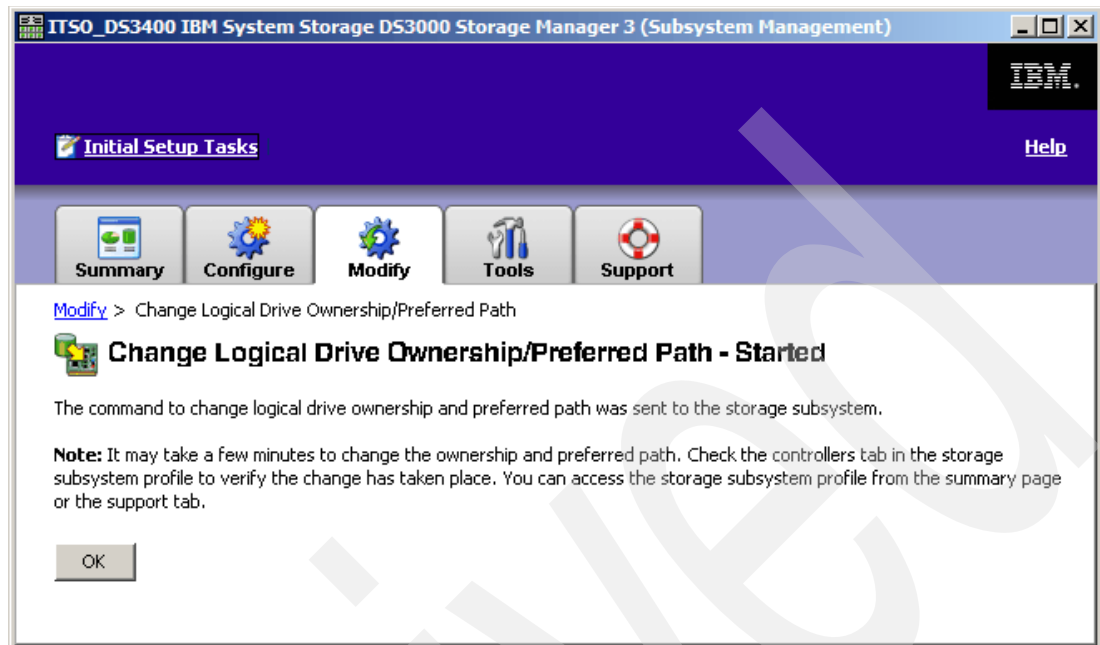 ITSO_DS3400 IBM System Storage DS3000 Storage Manager 3 (Subsystem Management)
IBM.
Initial Setup Tasks
Help
Summary
Configure
Modify
Tools
Support
Modify > Change Logical Drive Ownership/Preferred Path
Change Logical Drive Ownership/Preferred Path - Started
The command to change logical drive ownership and preferred path was sent to the storage subsystem.
Note: It may take a few minutes to change the ownership and preferred path. Check the controllers tab in the storage
subsystem profile to verify the change has taken place. You can access the storage subsystem profile from the summary page
or the support tab.
OK
ived